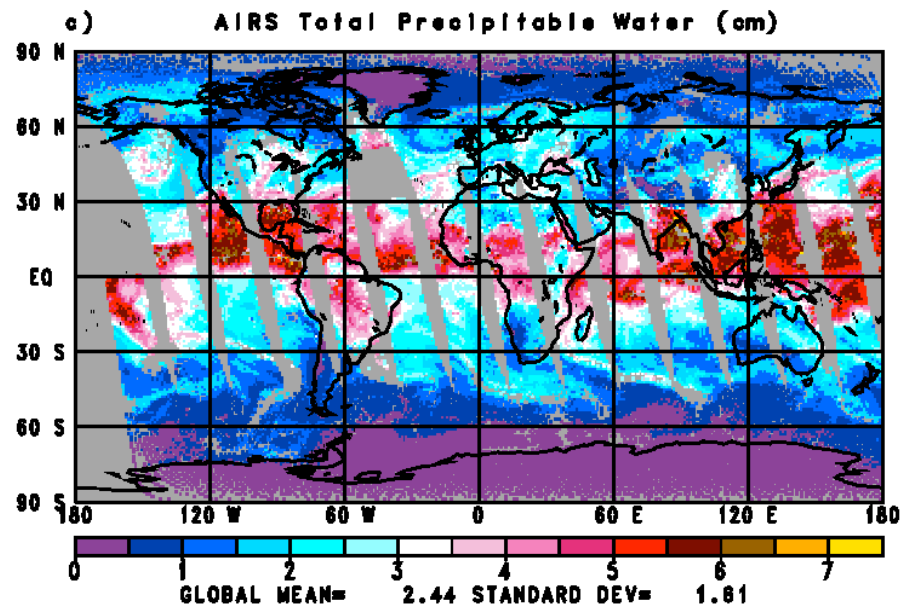 c) AIRS Total Precipitable Water (cm)
90 N
60 N
30 N
EQ
30 S
60 S
90 S
180 120 W 60 W 0 60 E 120 E 180
0 1 2 3 4 5 6 7
GLOBAL MEAN= 2.44 STANDARD DEV= 1.61